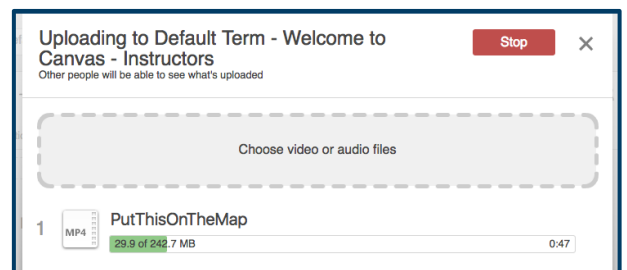 Uploading to Default Term - Welcome to
Canvas - Instructors
Other people will be able to see what's uploaded
Stop
×
Choose video or audio files
1
MP4
PutThisOnTheMap
29.9 of 242.7 MB
0:47